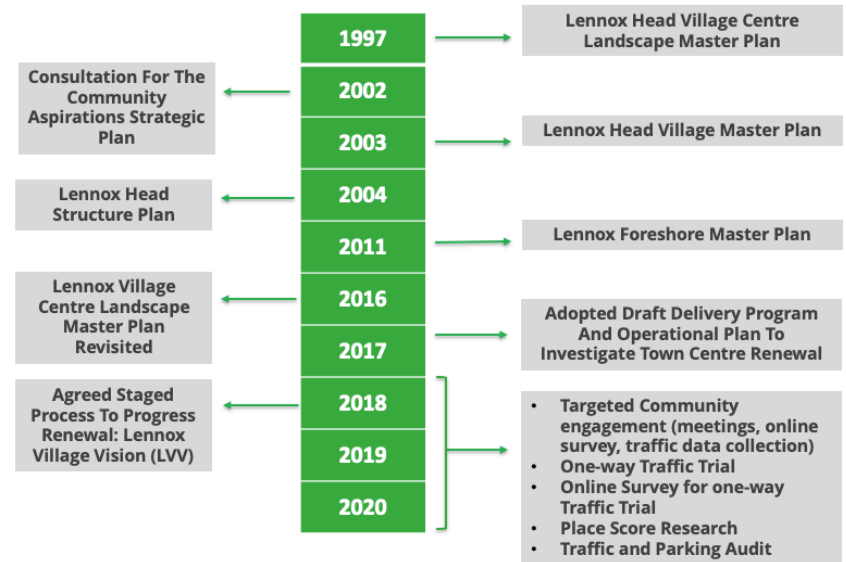 1997
Lennox Head Village Centre
Landscape Master Plan
2002
Consultation For The
Community
Aspirations Strategic
Plan
2003
Lennox Head Village Master Plan
2004
Lennox Head
Structure Plan
2011
Lennox Foreshore Master Plan
2016
Lennox Village
Centre Landscape
Master Plan
Revisited
2017
Adopted Draft Delivery Program
And Operational Plan To
Investigate Town Centre Renewal
2018
Agreed Staged
Process To Progress
Renewal: Lennox
Village Vision (LVV)
2019
2020
• Targeted Community
engagement (meetings, online
survey, traffic data collection)
• One-way Traffic Trial
• Online Survey for one-way
Traffic Trial
• Place Score Research
• Traffic and Parking Audit